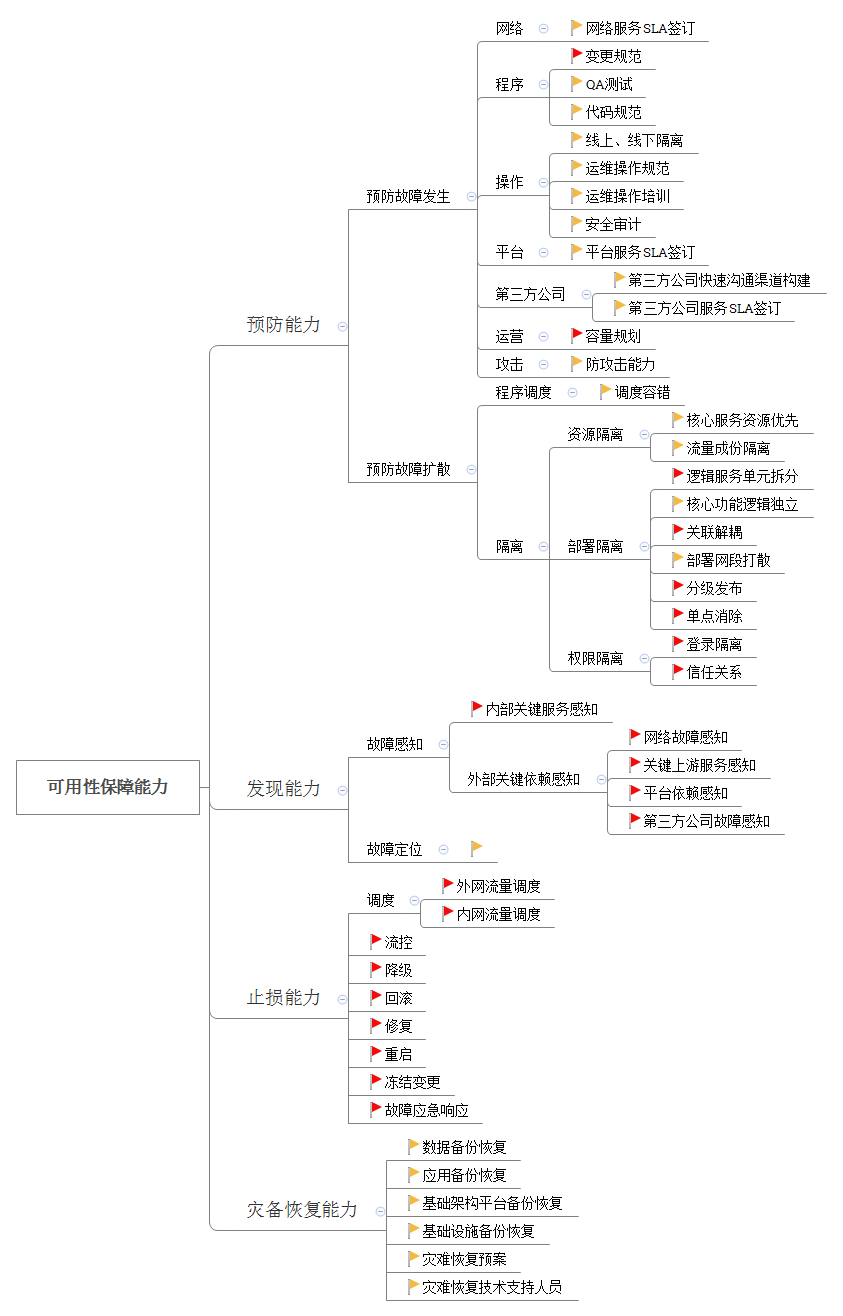 网络
网络服务SLA签订
变更规范
程序
QA测试
代码规范
线上、线下隔离
操作
运维操作规范
运维操作培训
预防故障发生
安全审计
平台
平台服务SLA签订
第三方公司
第三方公司快速沟通渠道构建
第三方公司服务SLA签订
预防能力
运营
容量规划
攻击
防攻击能力
程序调度
调度容错
资源隔离
核心服务资源优先
流量成份隔离
预防故障扩散
逻辑服务单元拆分
核心功能逻辑独立
关联解耦
隔离
部署隔离
部署网段打散
分级发布
单点消除
权限隔离
登录隔离
信任关系
内部关键服务感知
故障感知
网络故障感知
外部关键依赖感知
关键上游服务感知
可用性保障能力
发现能力
平台依赖感知
第三方公司故障感知
故障定位
调度
外网流量调度
内网流量调度
流控
降级
止损能力
回滚
修复
重启
冻结变更
故障应急响应
数据备份恢复
应用备份恢复
灾备恢复能力
基础架构平台备份恢复
基础设施备份恢复
灾难恢复预案
灾难恢复技术支持人员